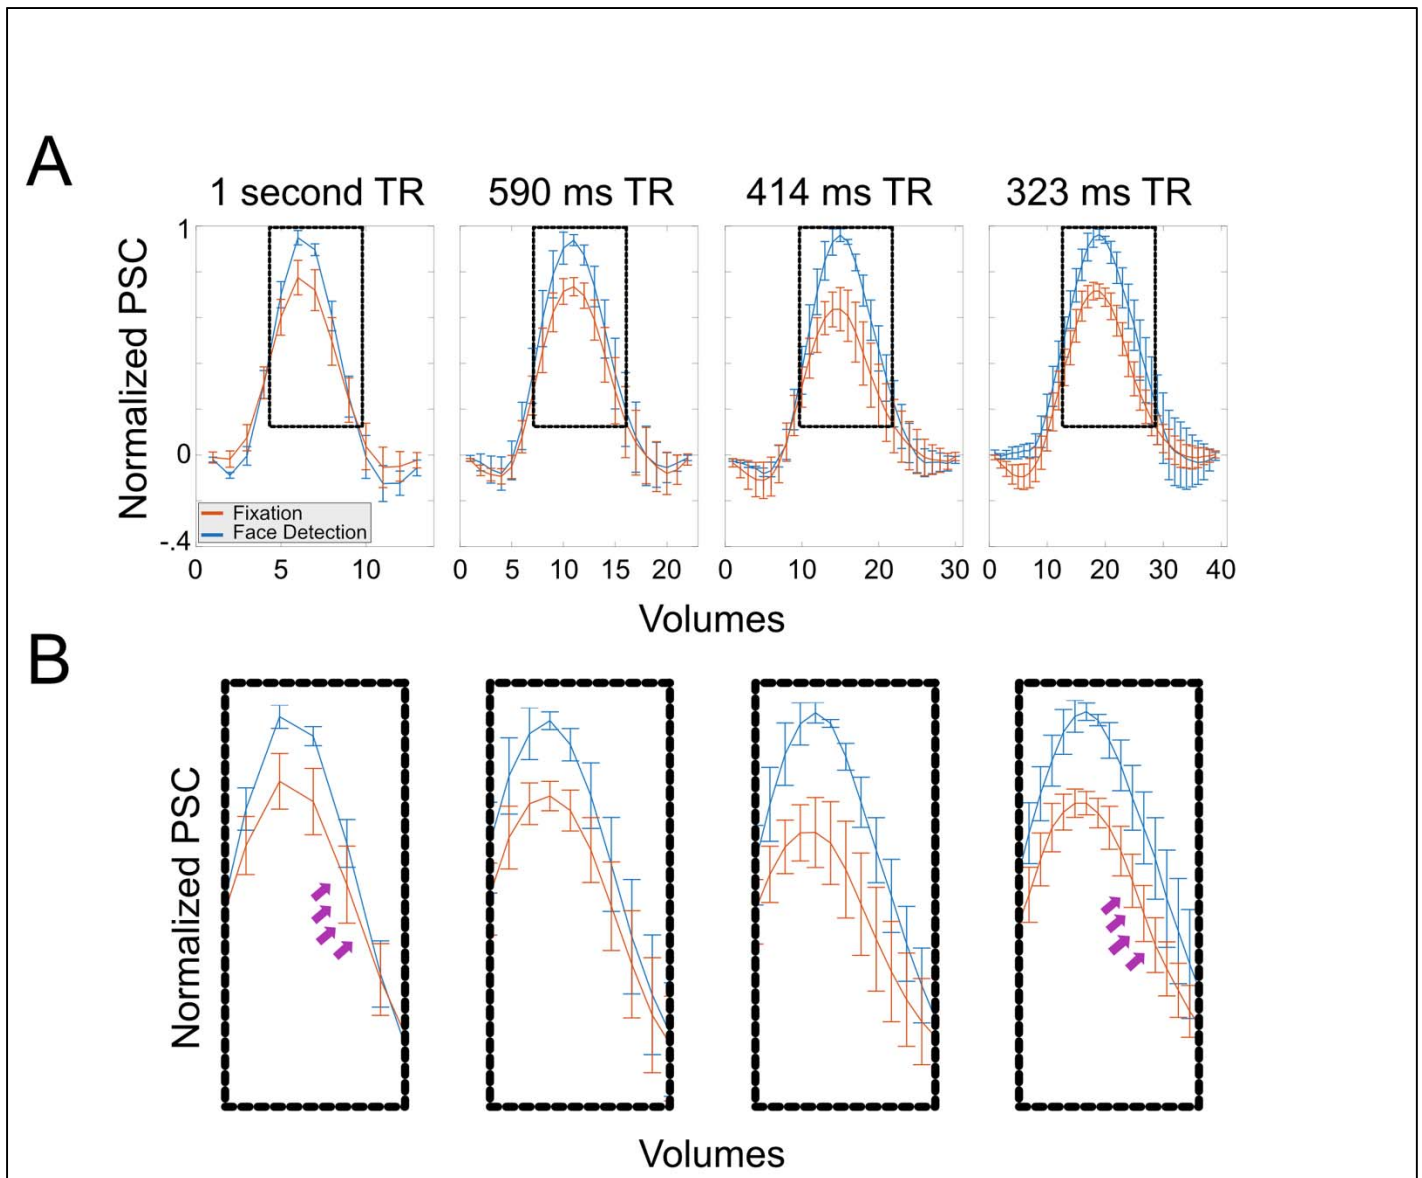 A
1 second TR
590 ms TR
414 ms TR
323 ms TR
Normalized PSC
1
0
-.4
Fixation
Face Detection
0 5 10
0 5 10 15 20
0 10 20 30
0 10 20 30 40
Volumes
B
Normalized PSC
Volumes